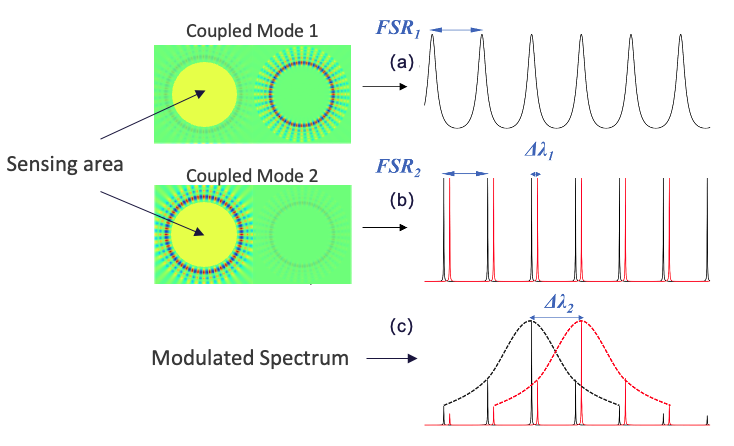 Coupled Mode 1
FSR1
(a)
Sensing area
Δλ1
Coupled Mode 2
FSR2
(b)
Δλ2
(c)
Modulated Spectrum